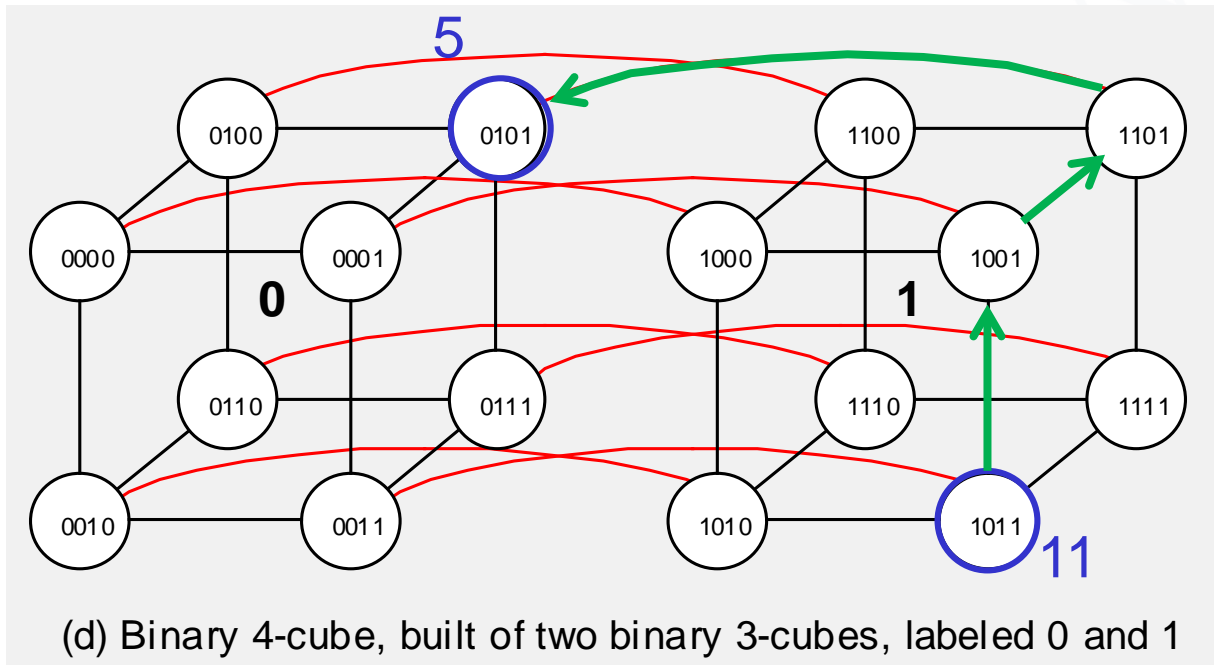 5
0100 0101 1100 1101
0000 0001 1000 1001
0 1
0110 0111 1110 1111
0010 0011 1010 1011
11
(d) Binary 4-cube, built of two binary 3-cubes, labeled 0 and 1